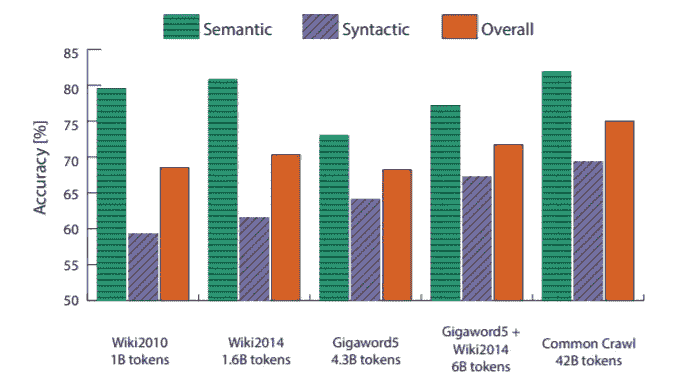 Semantic
Syntactic
Overall
Accuracy [%]
85
80
75
70
65
60
55
50
Wiki2010
1B tokens
Wiki2014
1.6B tokens
Gigaword5
4.3B tokens
Gigaword5 +
Wiki2014
6B tokens
Common Crawl
42B tokens